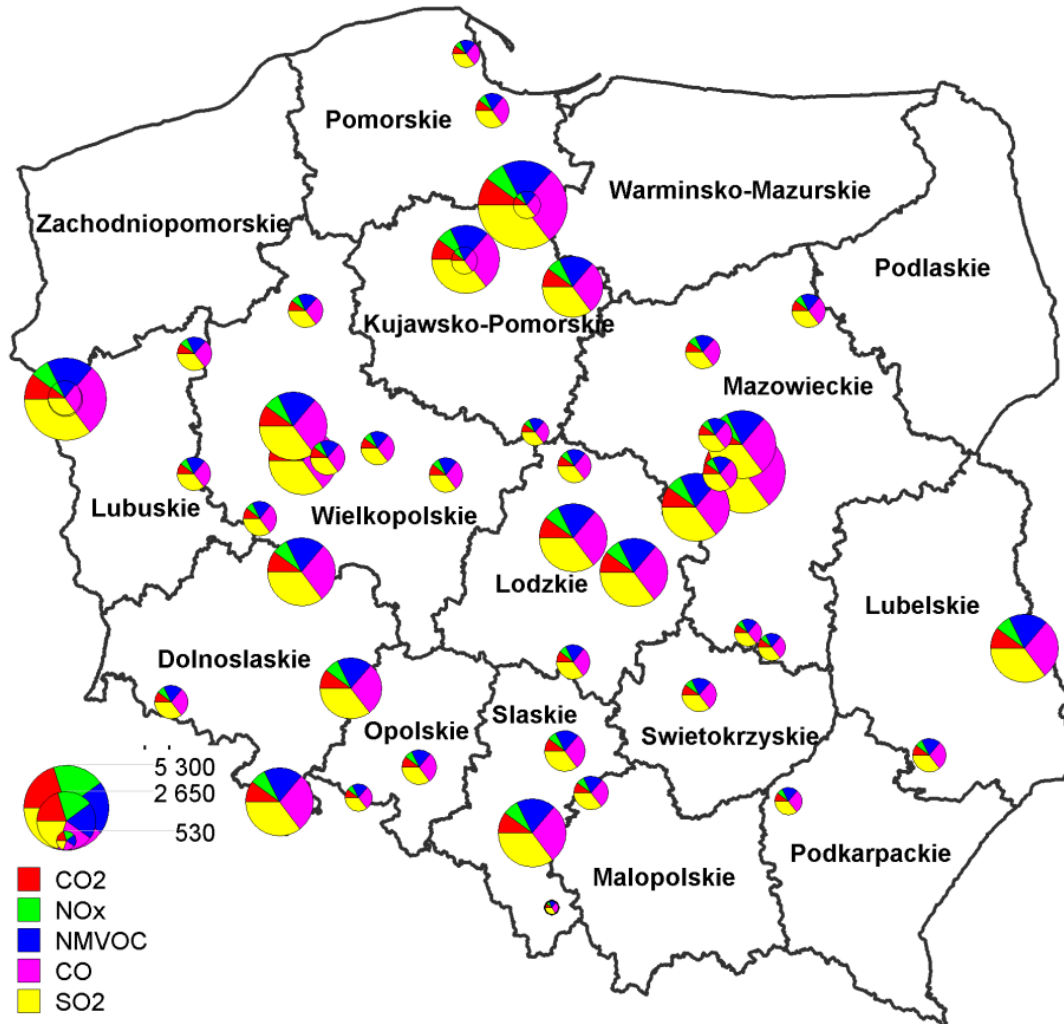 Pomorskie
Warminsko-Mazurskie
Zachodniopomorskie
Podlaskie
Kujawsko-Pomorskie
Mazowieckie
Lubuskie
Wielkopolskie
Lodzkie
Lubelskie
Dolnoslaskie
Slaskie
Opolskie
Swietokrzyskie
5 300
2 650
530
Podkarpackie
Malopolskie
CO2
NOx
NMVOC
CO
SO2